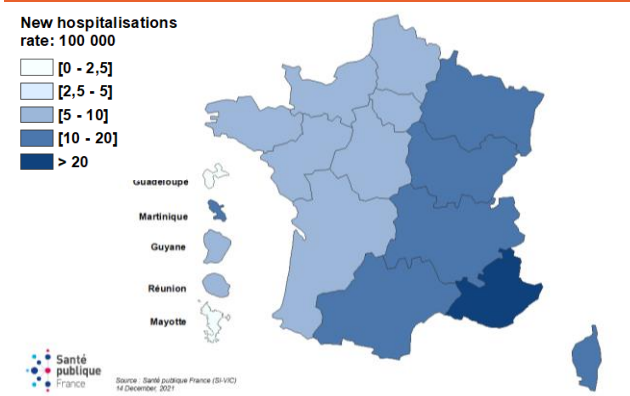 New hospitalisations
rate: 100 000
[0 - 2,5]
[2,5 - 5]
[5 - 10]
[10 - 20]
> 20
Guadeloupe
Martinique
Guyane
Réunion
Mayotte
Santé
publique
France
Source : Santé publique France (SI-VIC)
14 December, 2021